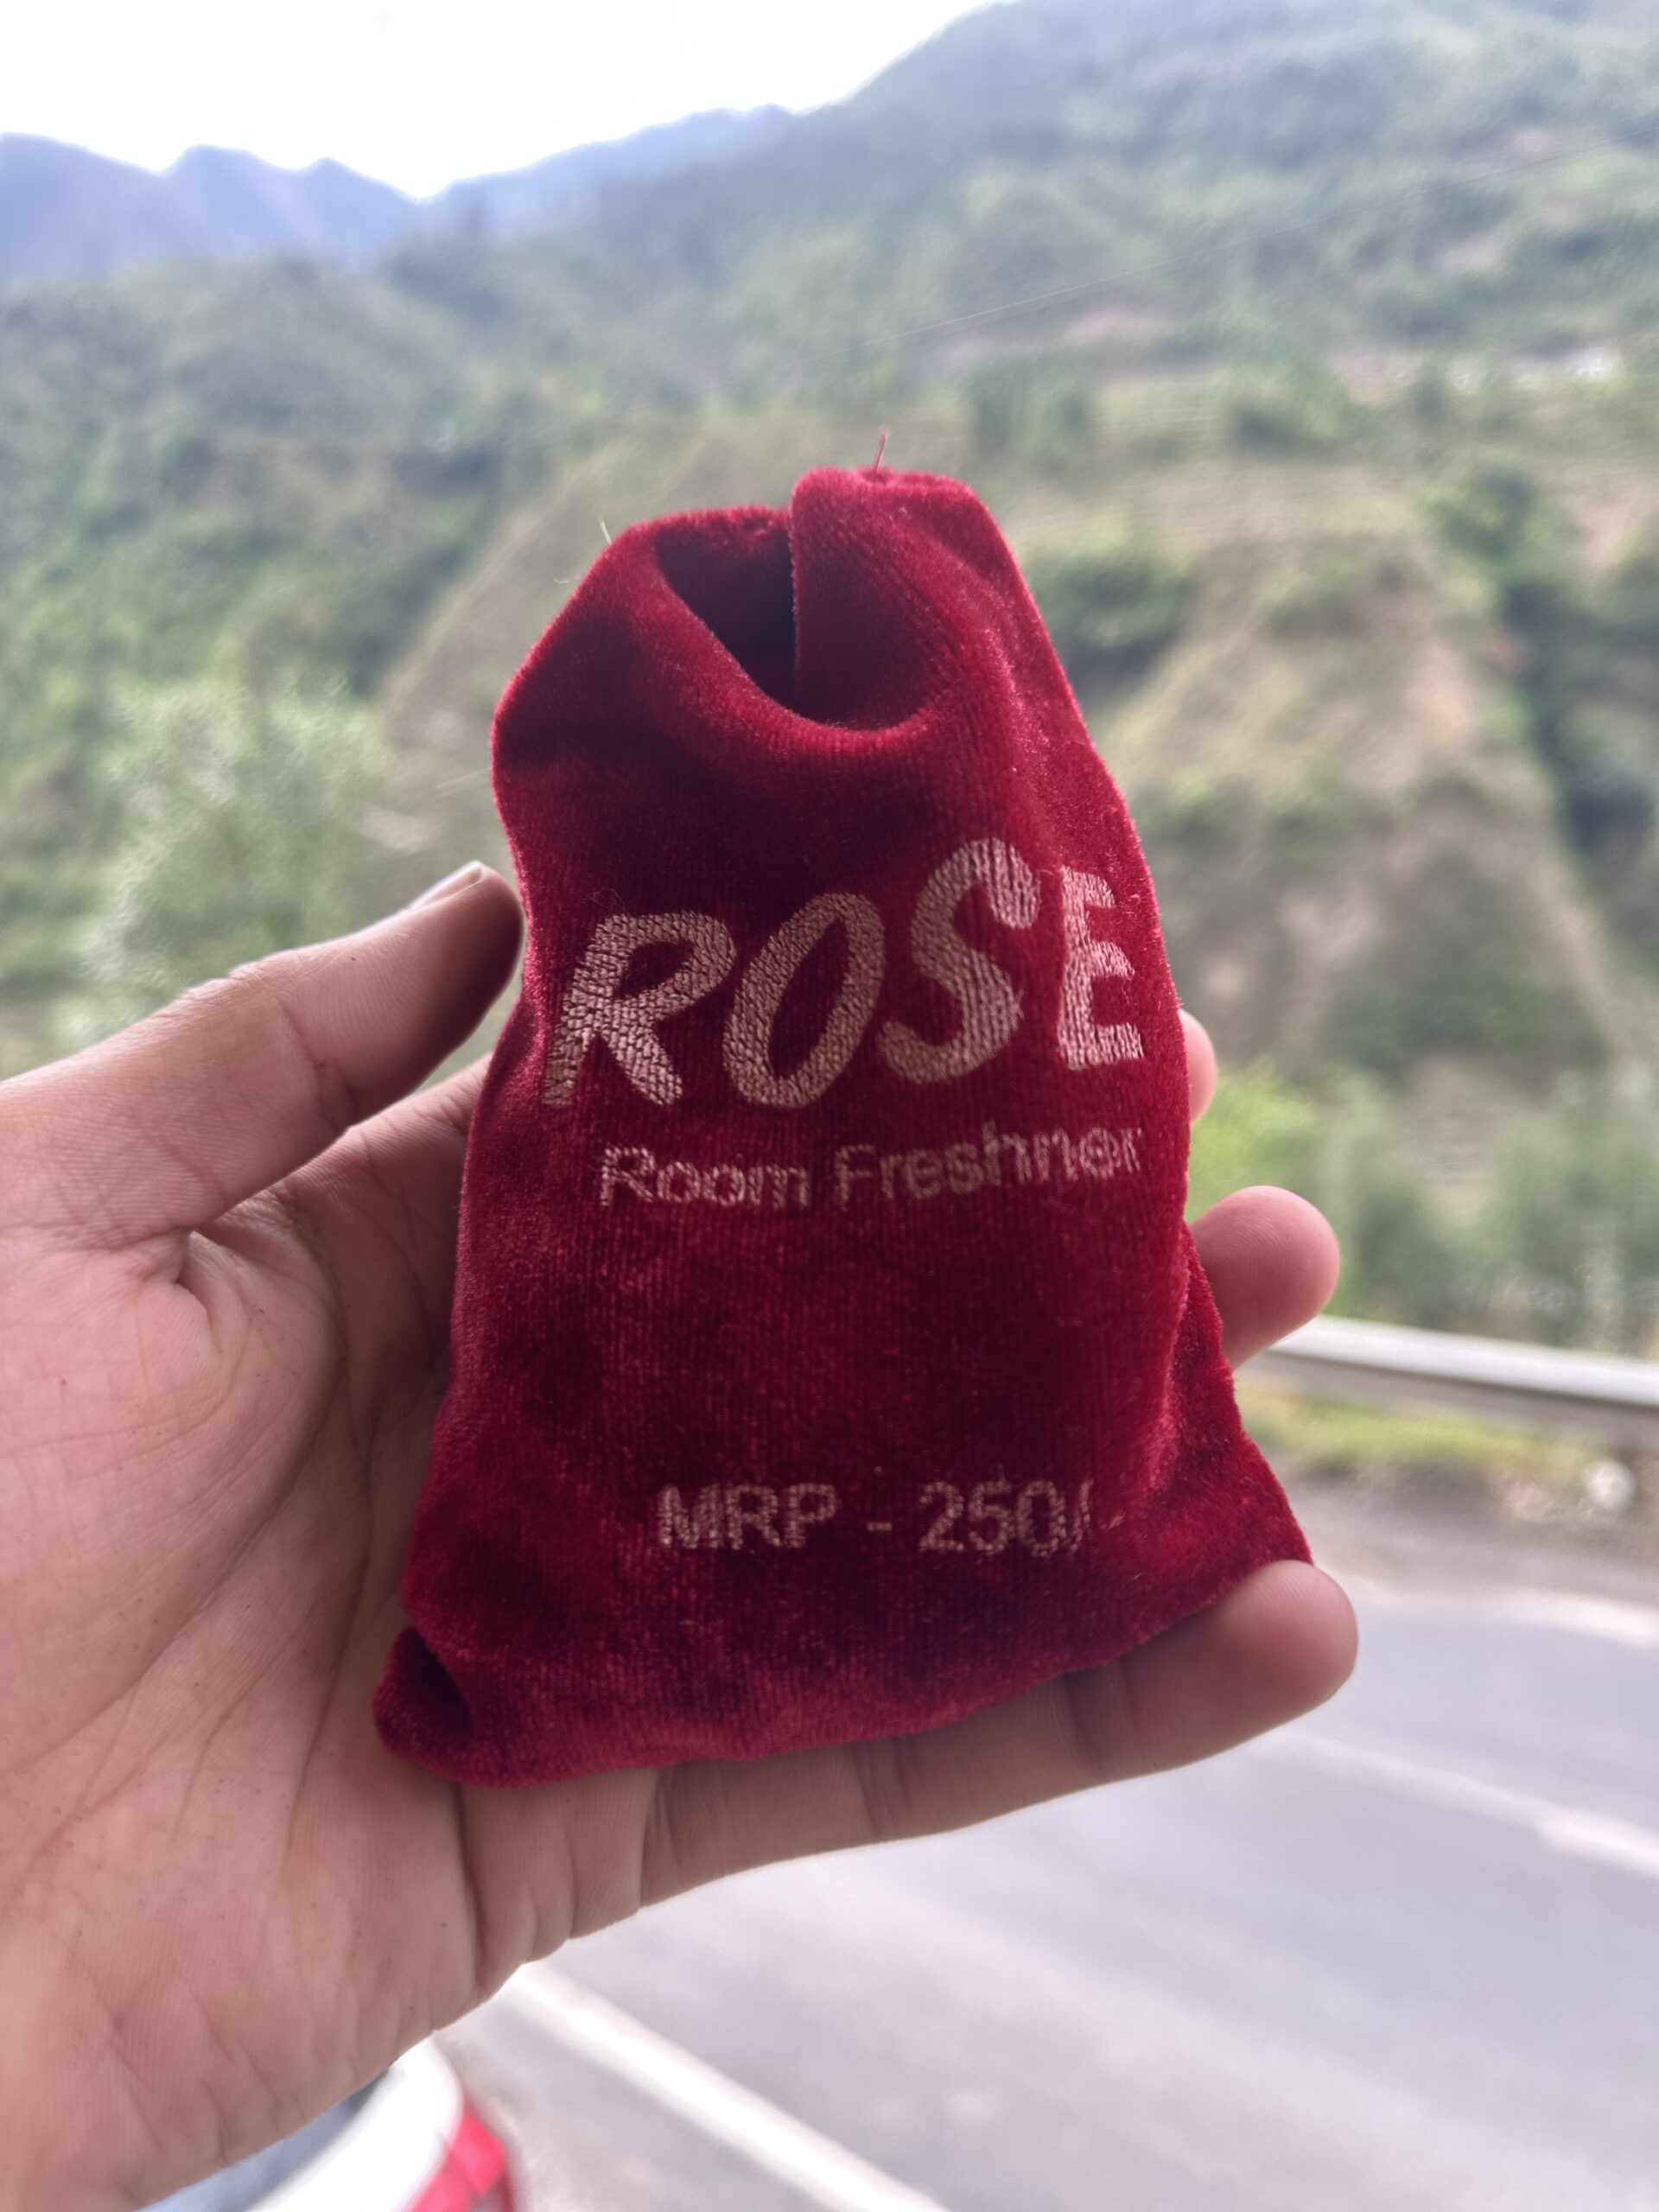 ROSE
Room Freshner
MRP - 250/-